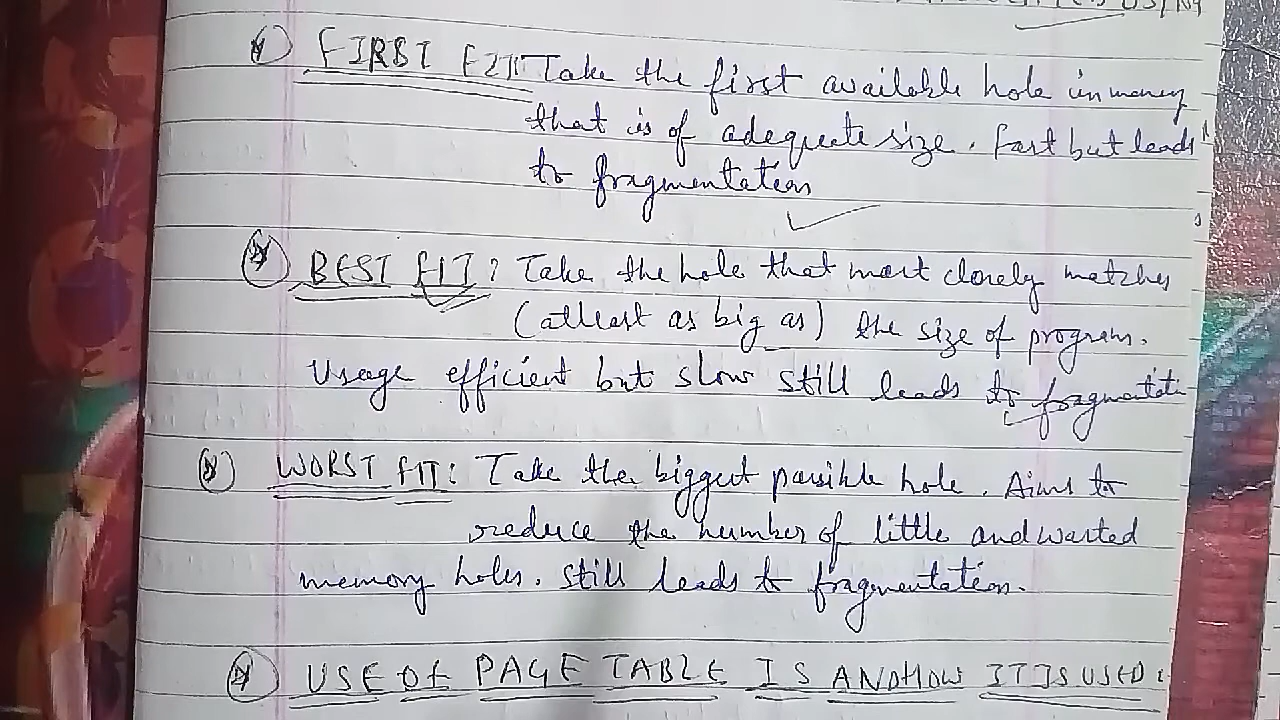 FIRST FIT: Take the first available hole in memory
that is of adequate size. Fast but leads
to fragmentation
BEST FIT: Take the hole that most closely matches
(atleast as big as) the size of program.
Usage efficient but slow still leads to fragmentati
WORST FIT: Take the biggest possible hole. Aims to
reduce the number of little and wasted
memory holes. Still leads to fragmentation.
USE OF PAGE TABLE IS AND HOW IT IS USED: